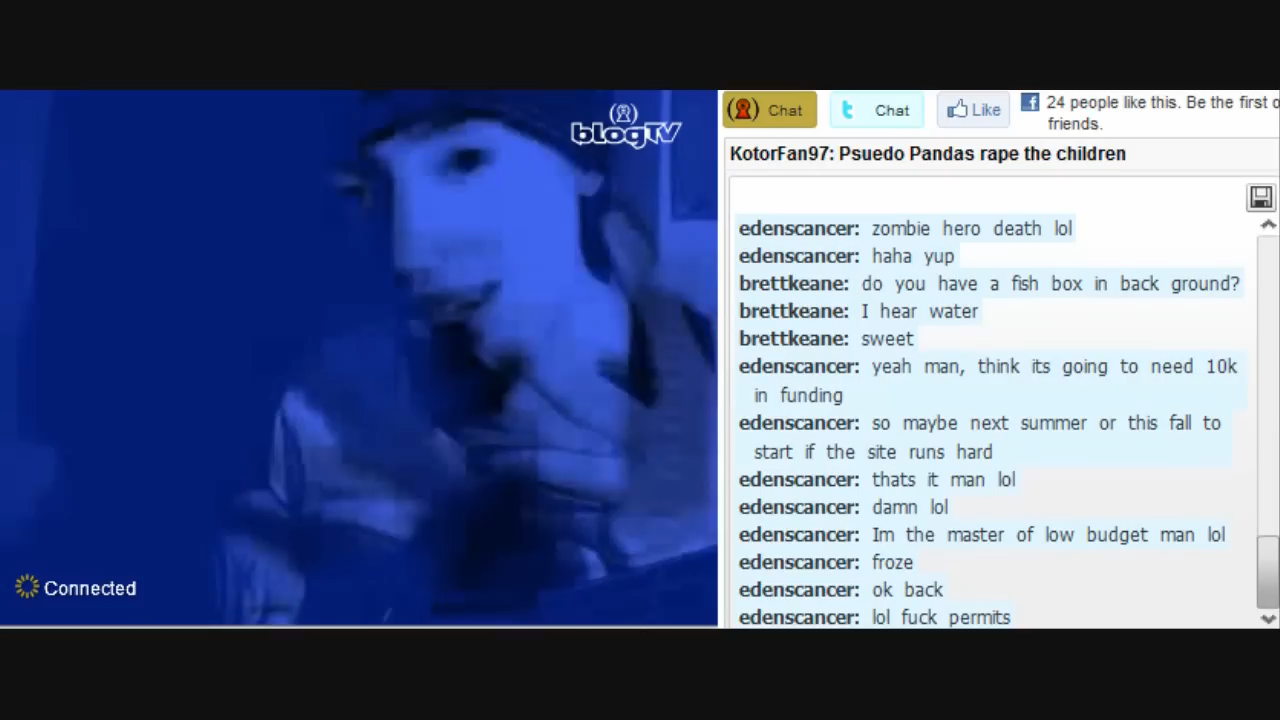 blogTV
Connected
Chat
Chat
Like
24 people like this. Be the first o
friends.
KotorFan97: Psuedo Pandas rape the children
edenscancer: zombie hero death lol
edenscancer: haha yup
brettkeane: do you have a fish box in back ground?
brettkeane: I hear water
brettkeane: sweet
edenscancer: yeah man, think its going to need 10k
in funding
edenscancer: so maybe next summer or this fall to
start if the site runs hard
edenscancer: thats it man lol
edenscancer: damn lol
edenscancer: Im the master of low budget man lol
edenscancer: froze
edenscancer: ok back
edenscancer: lol fuck permits